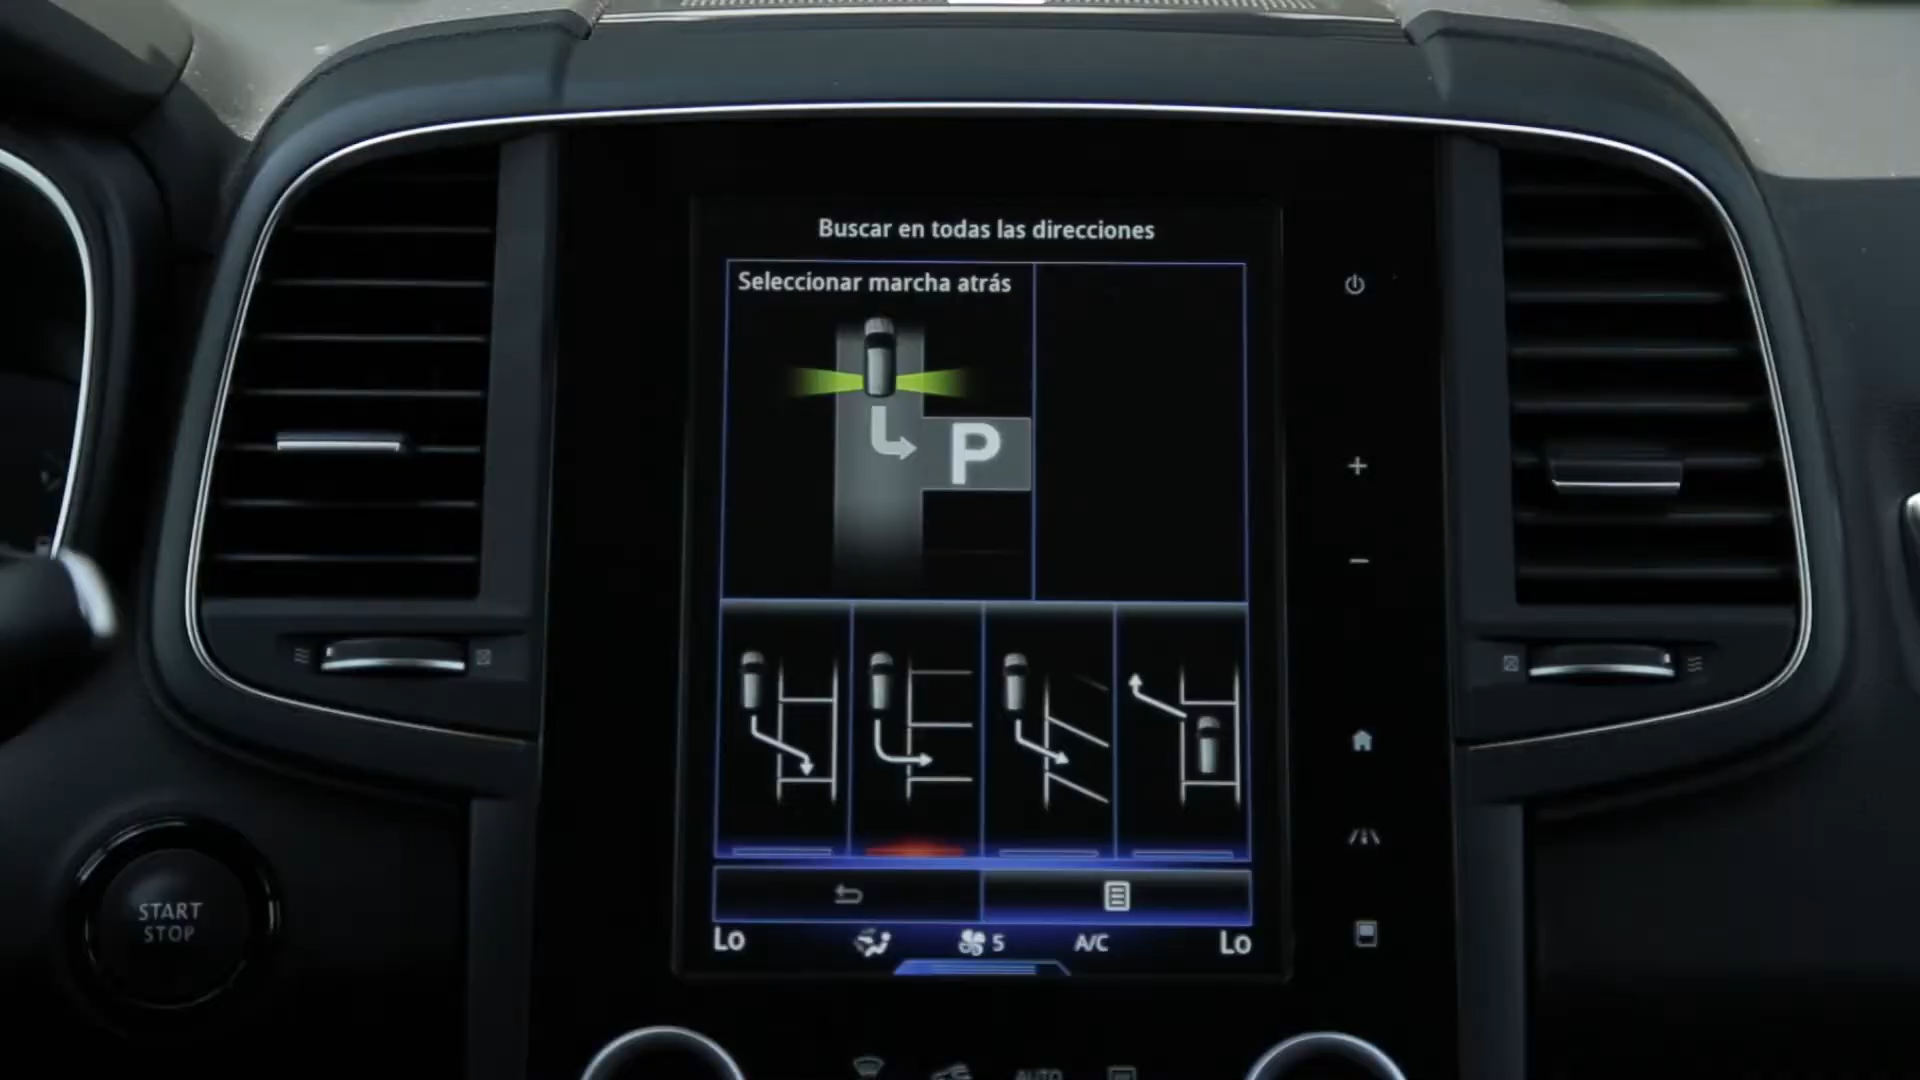 Buscar en todas las direcciones
Seleccionar marcha atrás
P
START
STOP
Lo
5
A/C
Lo
AUTO